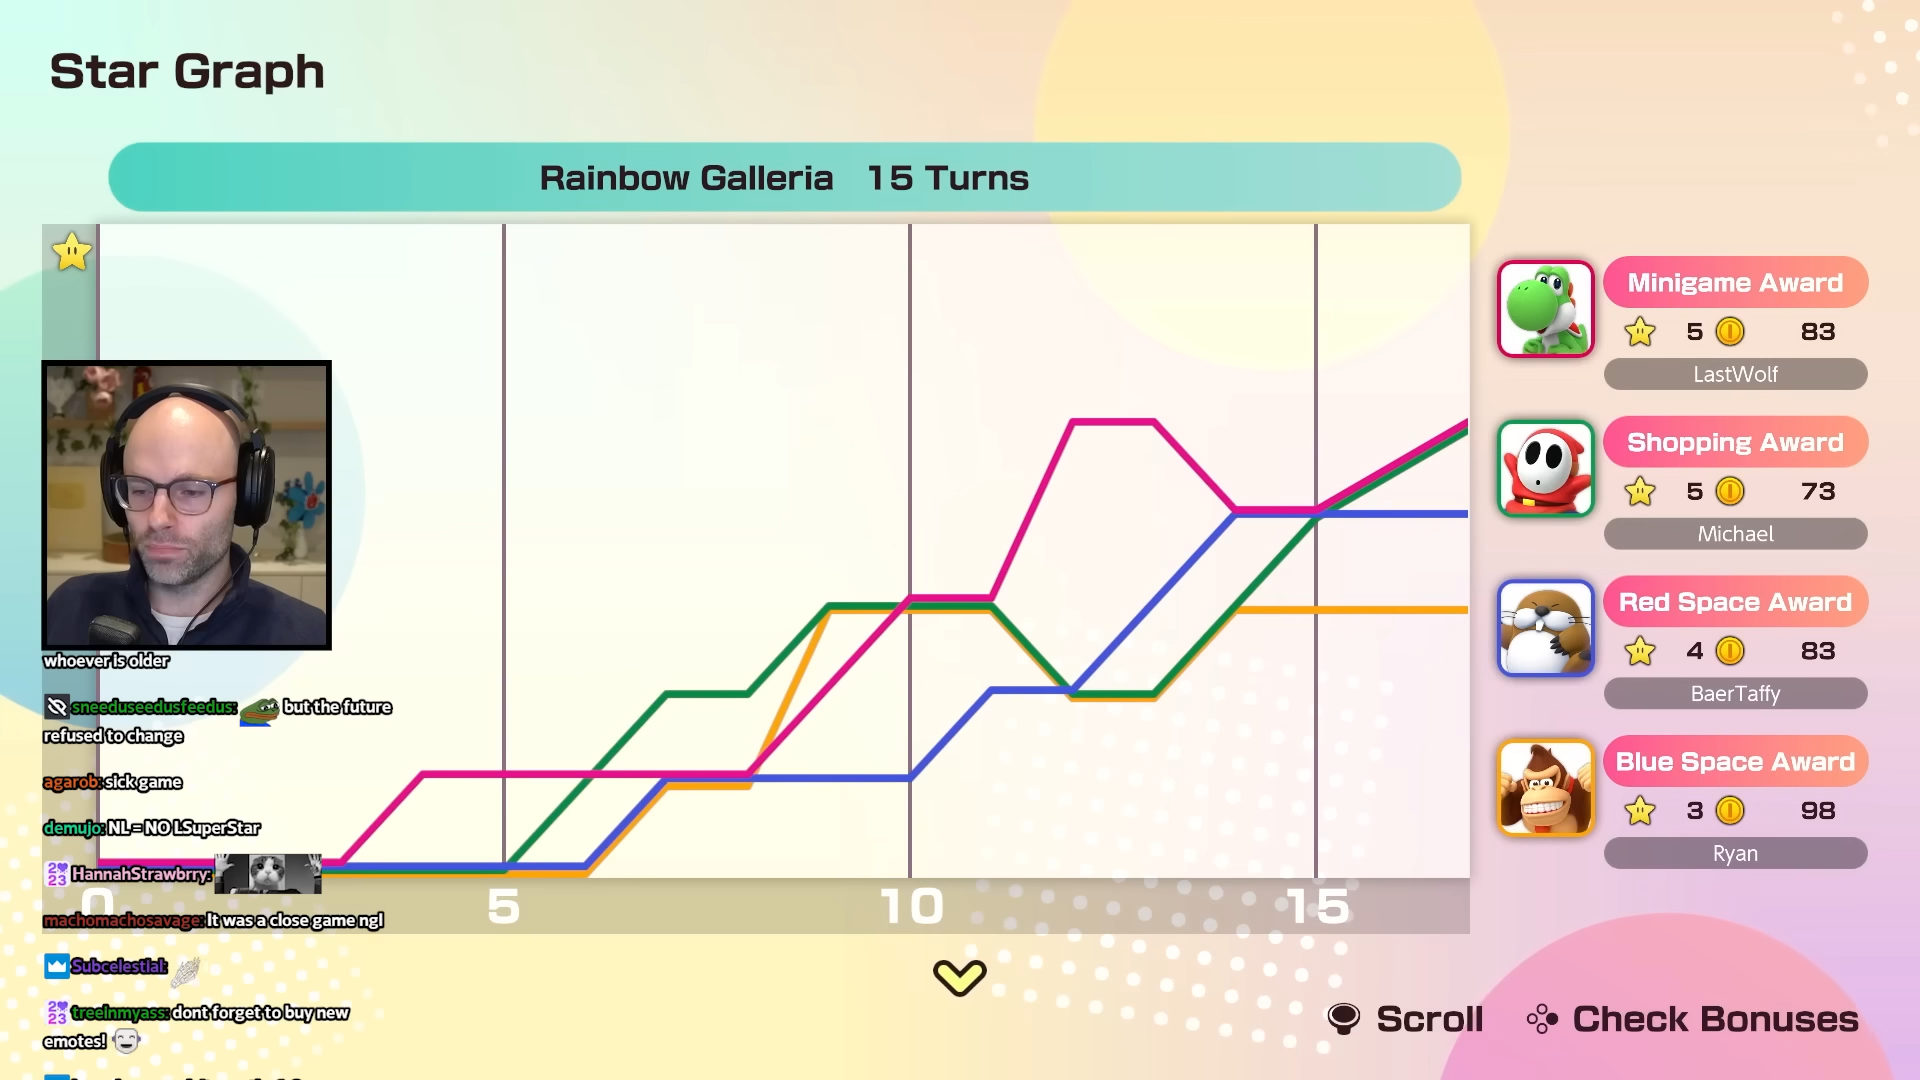 Star Graph
Rainbow Galleria 15 Turns
Minigame Award
5 83
LastWolf
Shopping Award
5 73
Michael
Red Space Award
4 83
BaerTaffy
Blue Space Award
3 98
Ryan
0 5 10 15
whoever is older
sneeduseedusfeedus: but the future
refused to change
agarob: sick game
demujo: NL = NO LSuperStar
HannahStrawbrry:
machomachosavage: It was a close game ngl
Subcelestial:
treeinmyass: dont forget to buy new
emotes!
Scroll
Check Bonuses